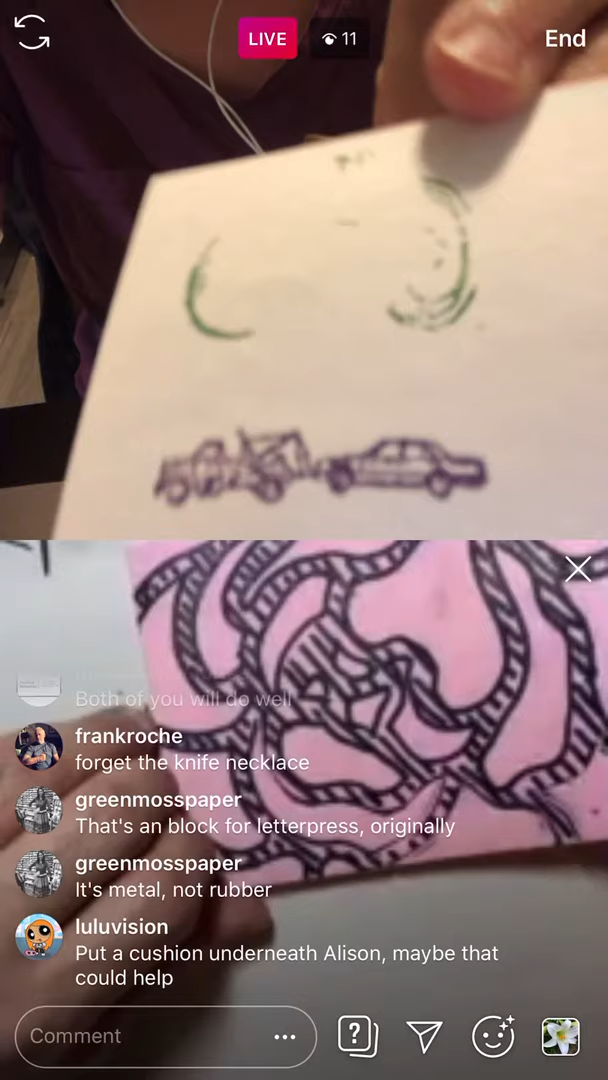 LIVE
11
End
Both of you will do well
frankroche
forget the knife necklace
greenmosspaper
That's an block for letterpress, originally
greenmosspaper
It's metal, not rubber
luluvision
Put a cushion underneath Alison, maybe that
could help
Comment